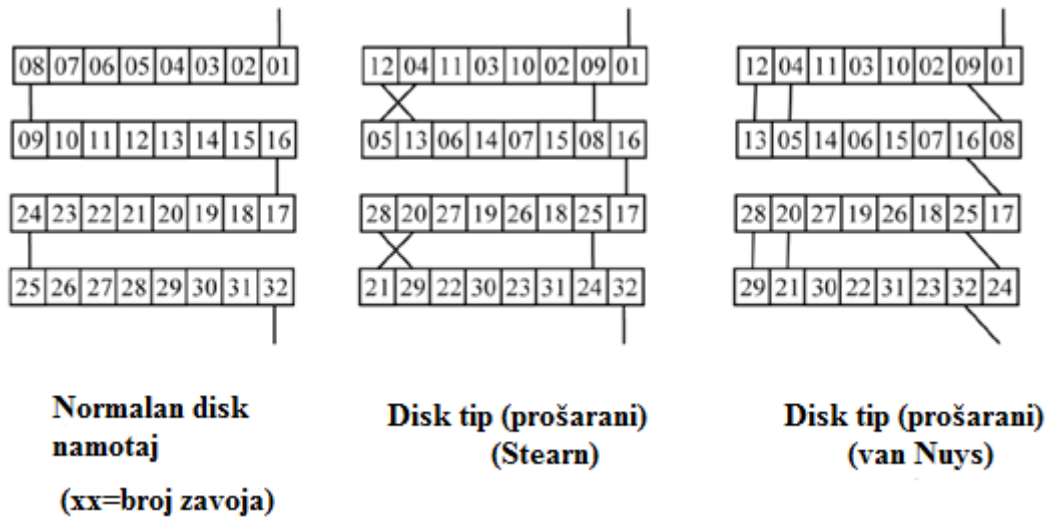 08 07 06 05 04 03 02 01
09 10 11 12 13 14 15 16
24 23 22 21 20 19 18 17
25 26 27 28 29 30 31 32
Normalan disk
namotaj
(xx=broj zavoja)
12 04 11 03 10 02 09 01
05 13 06 14 07 15 08 16
28 20 27 19 26 18 25 17
21 29 22 30 23 31 24 32
Disk tip (prošarani)
(Stearn)
12 04 11 03 10 02 09 01
13 05 14 06 15 07 16 08
28 20 27 19 26 18 25 17
29 21 30 22 31 23 32 24
Disk tip (prošarani)
(van Nuys)